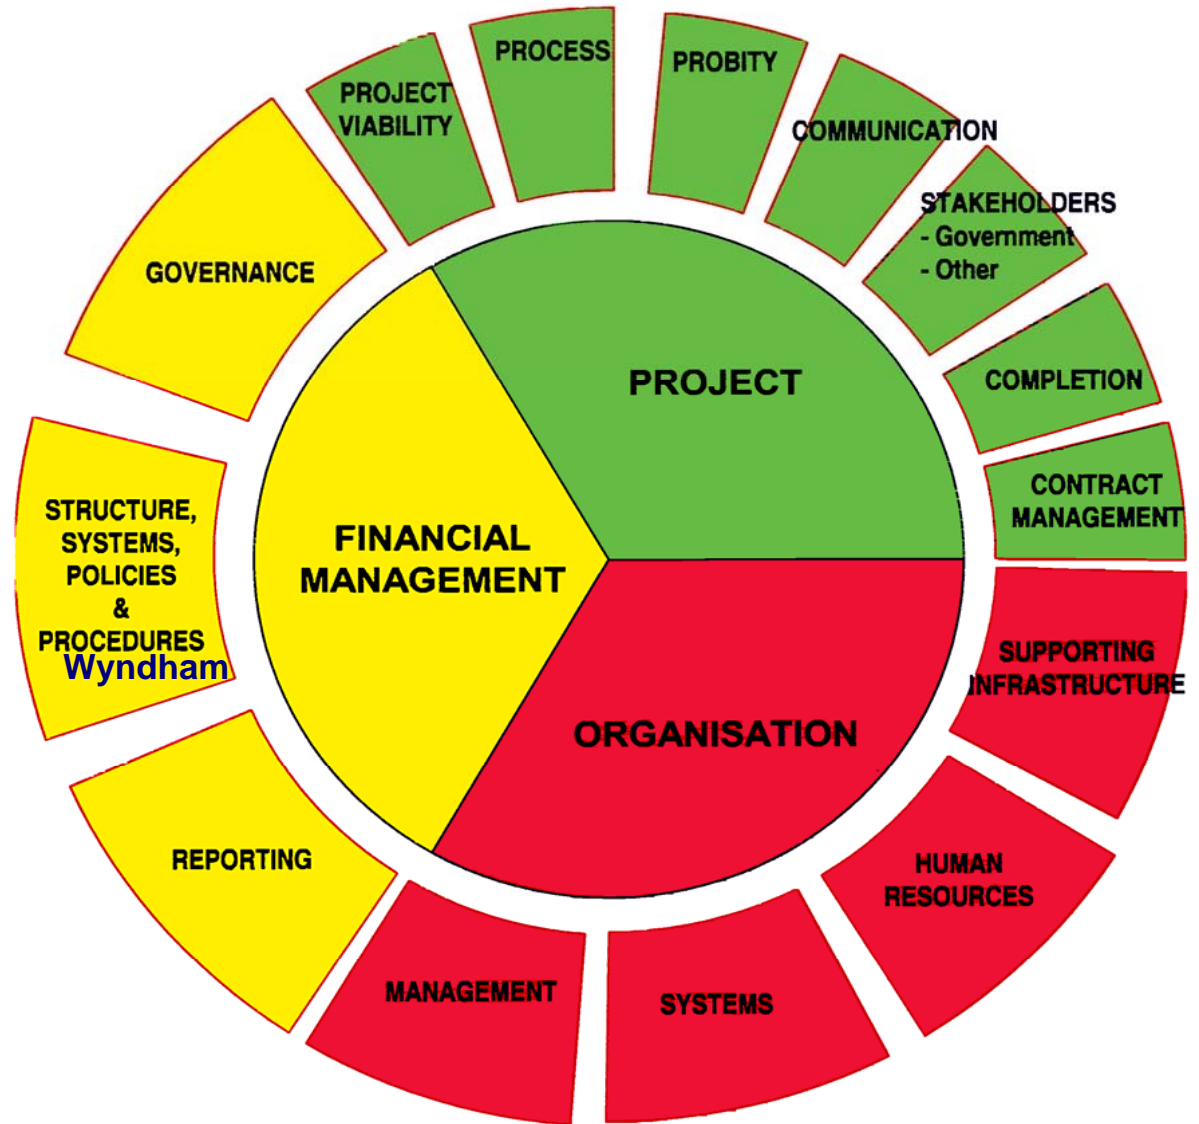 PROCESS
PROBITY
PROJECT
VIABILITY
COMMUNICATION
STAKEHOLDERS
- Government
- Other
GOVERNANCE
PROJECT
COMPLETION
CONTRACT
MANAGEMENT
STRUCTURE,
SYSTEMS,
POLICIES
&
PROCEDURES
Wyndham
FINANCIAL
MANAGEMENT
SUPPORTING
INFRASTRUCTURE
ORGANISATION
REPORTING
HUMAN
RESOURCES
MANAGEMENT
SYSTEMS